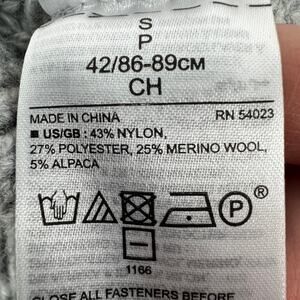 S
P
42/86-89CM
CH
MADE IN CHINA RN 54023
■ US/GB : 43% NYLON,
27% POLYESTER, 25% MERINO WOOL,
5% ALPACA
P ®
1166
CLOSE ALL FASTENERS BEFORE